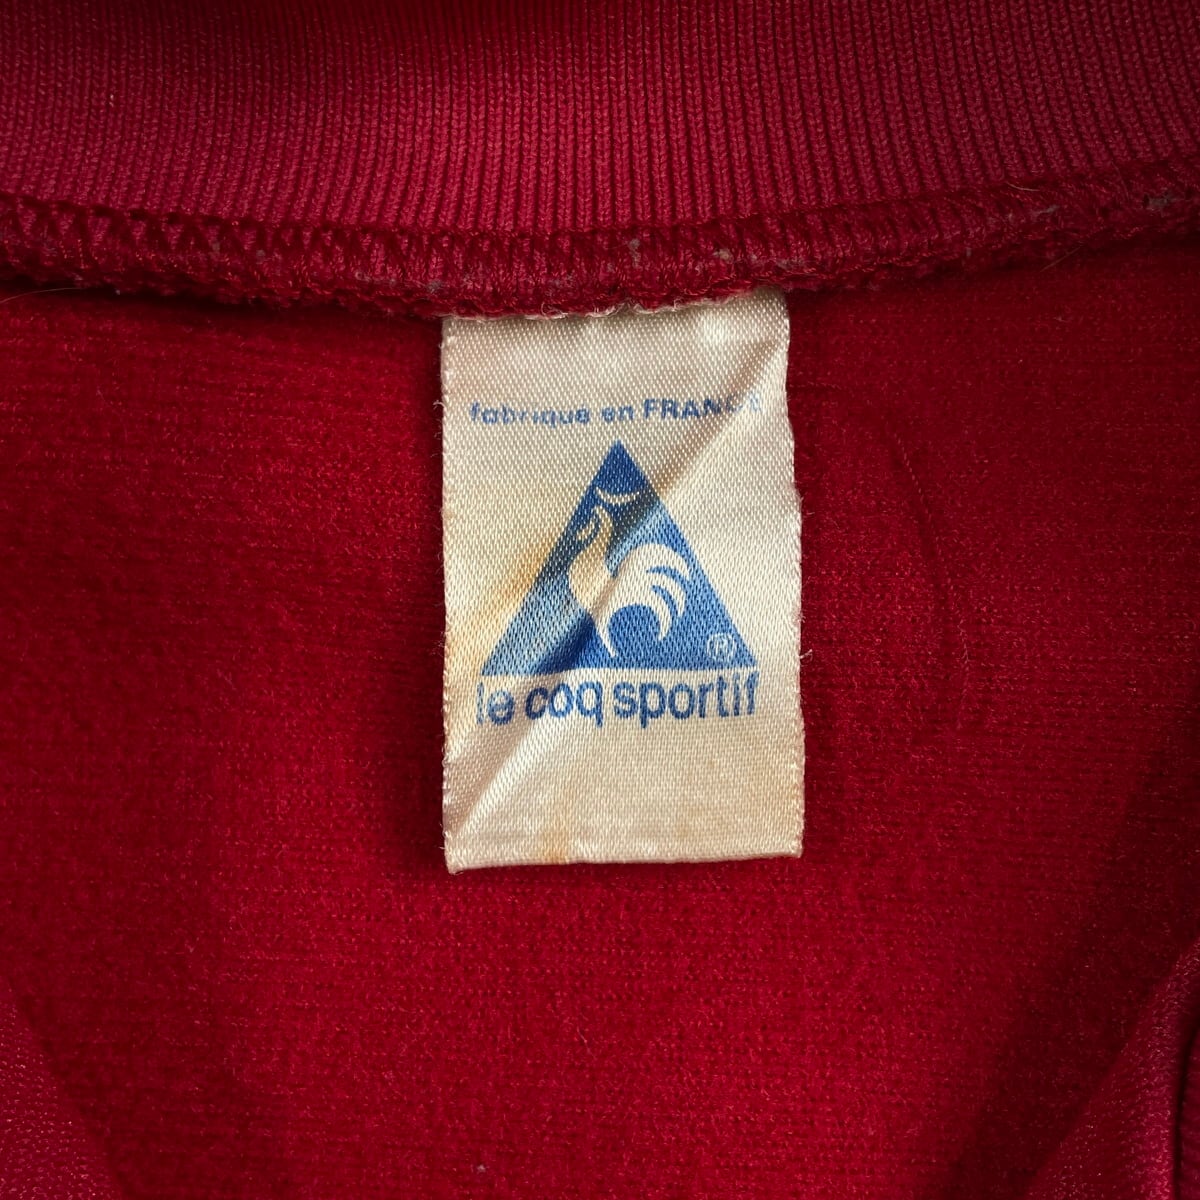 fabrique en FRANCE
®
le coq sportif